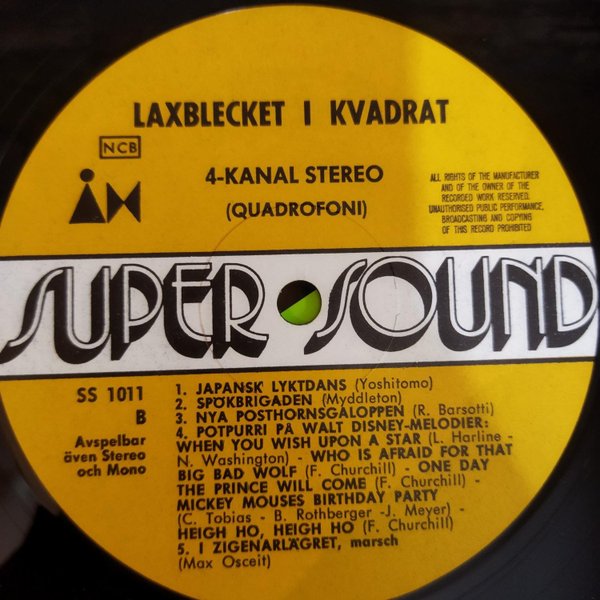 LAXBLECKET I KVADRAT
NCB
ÅM
4-KANAL STEREO
(QUADROFONI)
ALL RIGHTS OF THE MANUFACTURER
AND OF THE OWNER OF THE
RECORDED WORK RESERVED.
UNAUTHORISED PUBLIC PERFORMANCE,
BROADCASTING AND COPYING
OF THIS RECORD PROHIBITED
SUPER SOUND
SS 1011
B
Avspelbar
även Stereo
och Mono
1. JAPANSK LYKTDANS (Yoshitomo)
2. SPÖKBRIGADEN (Myddleton)
3. NYA POSTHORNSGALOPPEN (R. Barsotti)
4. POTPURRI PÅ WALT DISNEY-MELODIER:
WHEN YOU WISH UPON A STAR (L. Harline -
N. Washington) - WHO IS AFRAID FOR THAT
BIG BAD WOLF (F. Churchill) - ONE DAY
THE PRINCE WILL COME (F. Churchill) -
MICKEY MOUSES BIRTHDAY PARTY
(C. Tobias - B. Rothberger -J. Meyer) -
HEIGH HO, HEIGH HO (F. Churchill)
5. I ZIGENARLÄGRET, marsch
(Max Osceit)